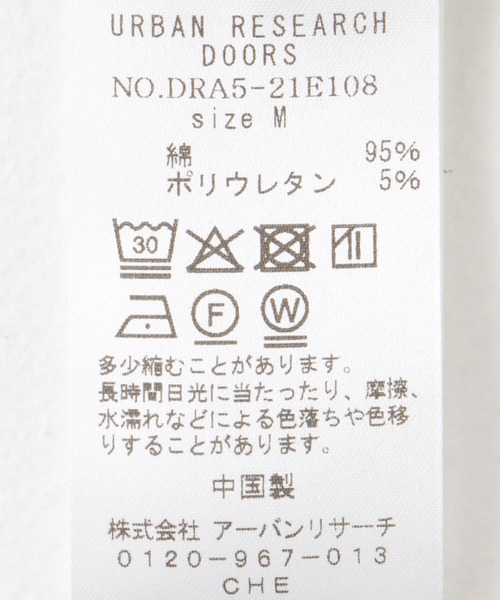 URBAN RESEARCH
DOORS
NO.DRA5-21E108
size M
綿 95%
ポリウレタン 5%
30
F W
多少縮むことがあります。
長時間日光に当たったり、摩擦、
水濡れなどによる色落ちや色移
りすることがあります。
中国製
株式会社 アーバンリサーチ
0120-967-013
CHE